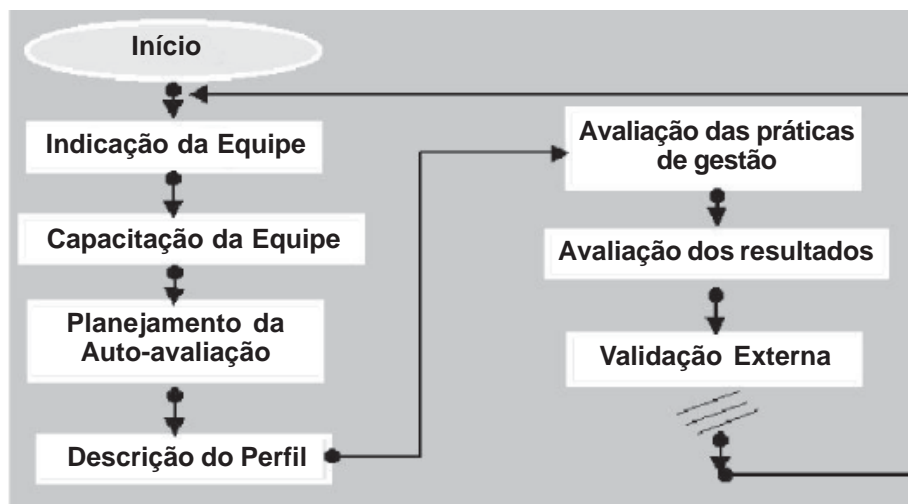 Início
Indicação da Equipe
Capacitação da Equipe
Planejamento da
Auto-avaliação
Descrição do Perfil
Avaliação das práticas
de gestão
Avaliação dos resultados
Validação Externa